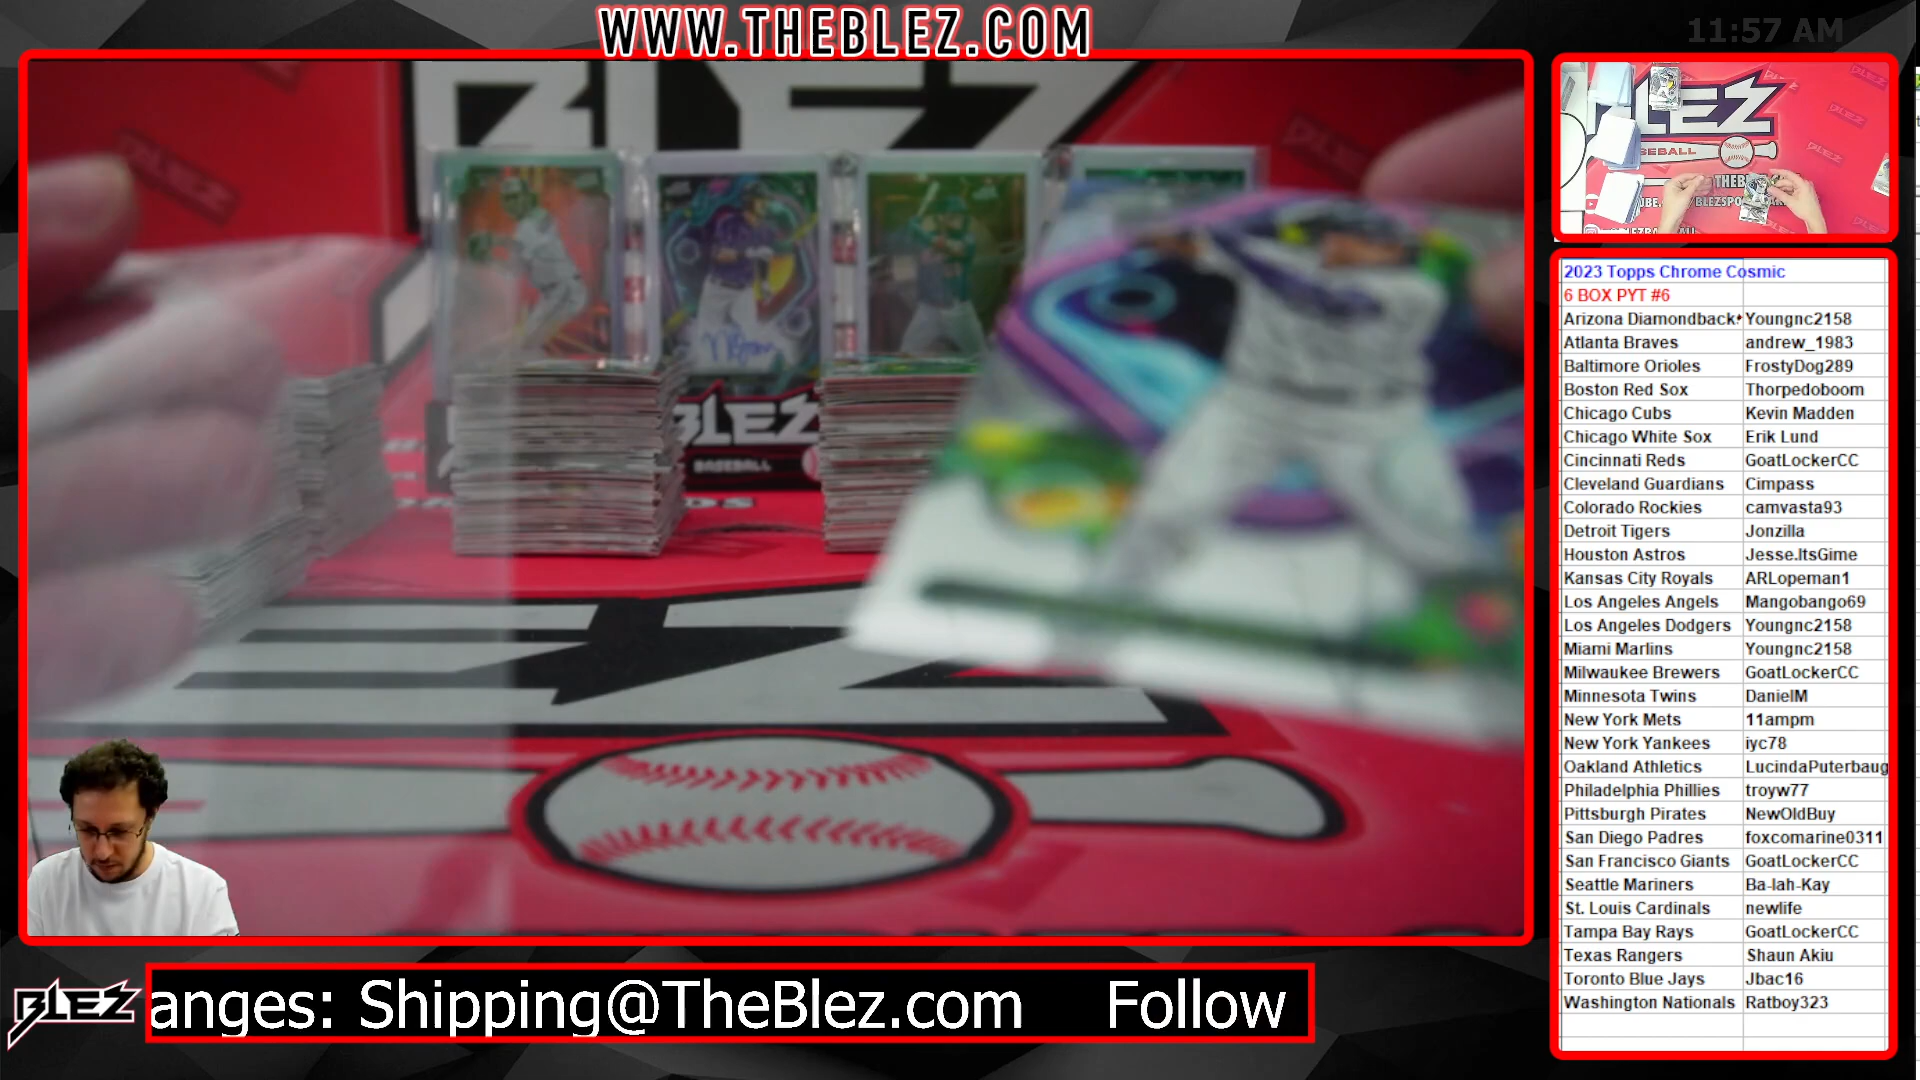 WWW.THEBLEZ.COM
11:57 AM
BLEZ
BLEZ
BASEBALL
2023 Topps Chrome Cosmic
6 BOX PYT #6
Arizona Diamondback Youngnc2158
Atlanta Braves andrew_1983
Baltimore Orioles FrostyDog289
Boston Red Sox Thorpedoboom
Chicago Cubs Kevin Madden
Chicago White Sox Erik Lund
Cincinnati Reds GoatLockerCC
Cleveland Guardians Cimpass
Colorado Rockies camvasta93
Detroit Tigers Jonzilla
Houston Astros Jesse.ItsGime
Kansas City Royals ARLopeman1
Los Angeles Angels Mangobango69
Los Angeles Dodgers Youngnc2158
Miami Marlins Youngnc2158
Milwaukee Brewers GoatLockerCC
Minnesota Twins DanielM
New York Mets 11ampm
New York Yankees iyc78
Oakland Athletics LucindaPuterbaug
Philadelphia Phillies troyw77
Pittsburgh Pirates NewOldBuy
San Diego Padres foxcomarine0311
San Francisco Giants GoatLockerCC
Seattle Mariners Ba-lah-Kay
St. Louis Cardinals newlife
Tampa Bay Rays GoatLockerCC
Texas Rangers Shaun Akiu
Toronto Blue Jays Jbac16
Washington Nationals Ratboy323
BLEZ
anges: Shipping@TheBlez.com Follow